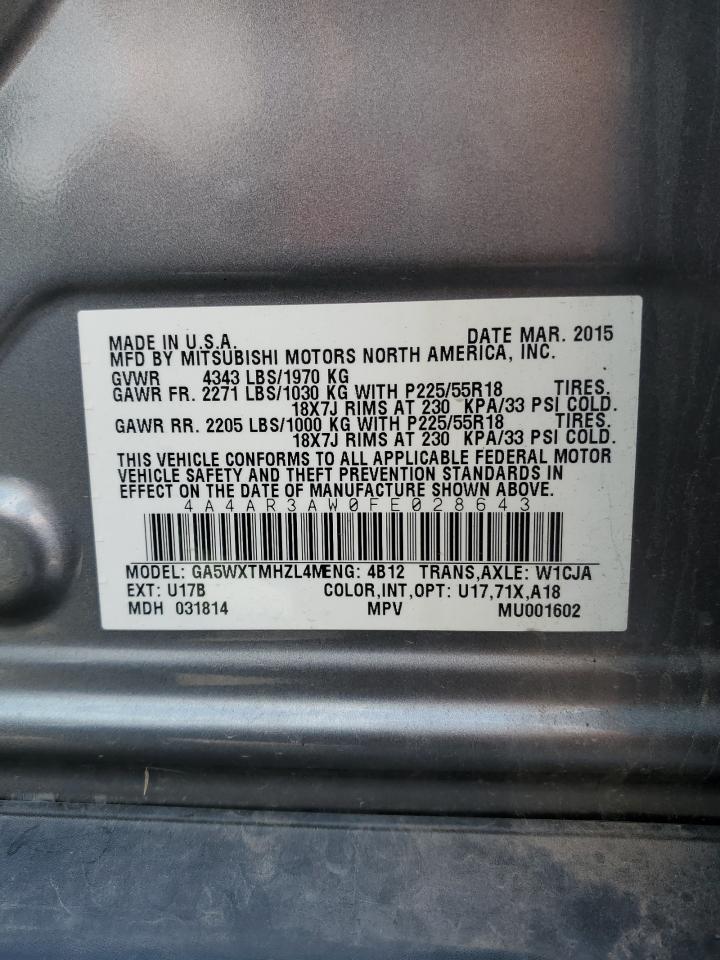 MADE IN U.S.A. DATE MAR. 2015
MFD BY MITSUBISHI MOTORS NORTH AMERICA, INC.
GVWR 4343 LBS/1970 KG
GAWR FR. 2271 LBS/1030 KG WITH P225/55R18 TIRES.
18X7J RIMS AT 230 KPA/33 PSI COLD.
GAWR RR. 2205 LBS/1000 KG WITH P225/55R18 TIRES.
18X7J RIMS AT 230 KPA/33 PSI COLD.
THIS VEHICLE CONFORMS TO ALL APPLICABLE FEDERAL MOTOR
VEHICLE SAFETY AND THEFT PREVENTION STANDARDS IN
EFFECT ON THE DATE OF MANUFACTURE SHOWN ABOVE.
4A4AR3AW0FE028643
MODEL: GA5WXTMHZL4M ENG: 4B12 TRANS,AXLE: W1CJA
EXT: U17B COLOR,INT,OPT: U17,71X,A18
MDH 031814 MPV MU001602